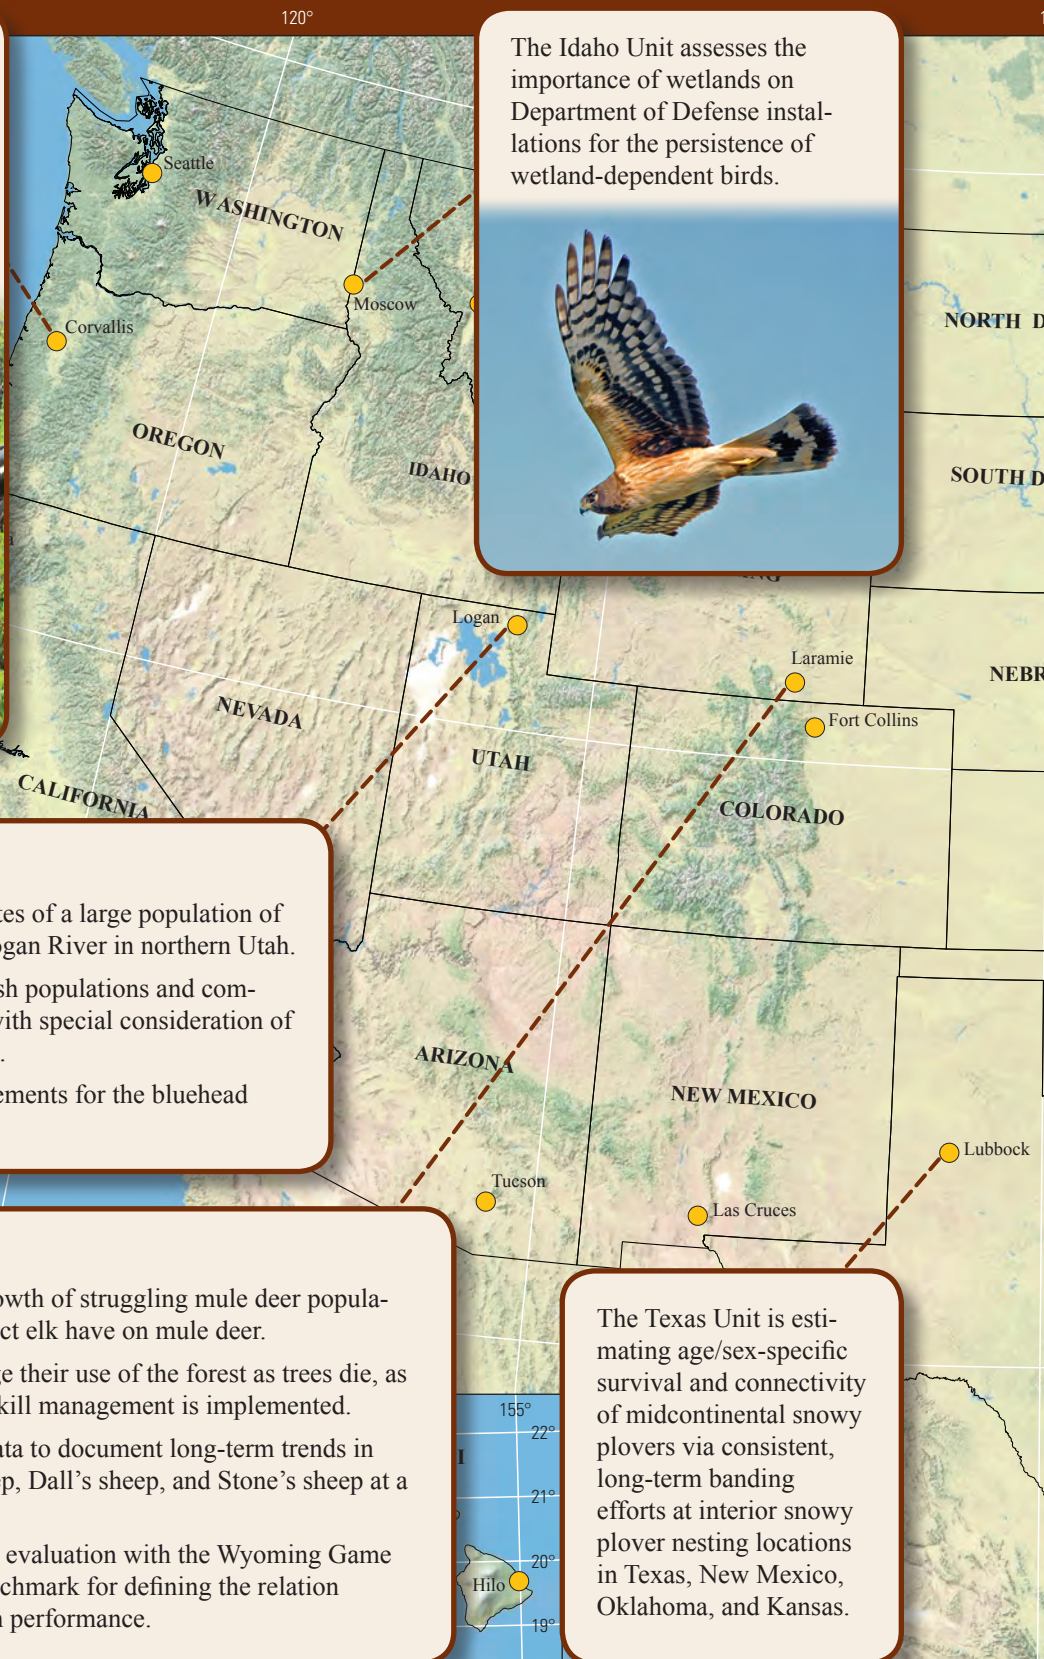 120°
The Idaho Unit assesses the
importance of wetlands on
Department of Defense instal-
lations for the persistence of
wetland-dependent birds.
Seattle
WASHINGTON
Moscow
Corvallis
NORTH D
OREGON
IDAHO
SOUTH D
NG
Logan
Laramie
NEBR
NEVADA
Fort Collins
UTAH
CALIFORNIA
COLORADO
tes of a large population of
ogan River in northern Utah.
sh populations and com-
with special consideration of
.
ements for the bluehead
ARIZONA
NEW MEXICO
Lubbock
Tucson
Las Cruces
owth of struggling mule deer popula-
ct elk have on mule deer.
ge their use of the forest as trees die, as
kill management is implemented.
ata to document long-term trends in
ep, Dall’s sheep, and Stone’s sheep at a
evaluation with the Wyoming Game
chmark for defining the relation
n performance.
155°
22°
I
21°
20°
Hilo
19°
The Texas Unit is esti-
mating age/sex-specific
survival and connectivity
of midcontinental snowy
plovers via consistent,
long-term banding
efforts at interior snowy
plover nesting locations
in Texas, New Mexico,
Oklahoma, and Kansas.